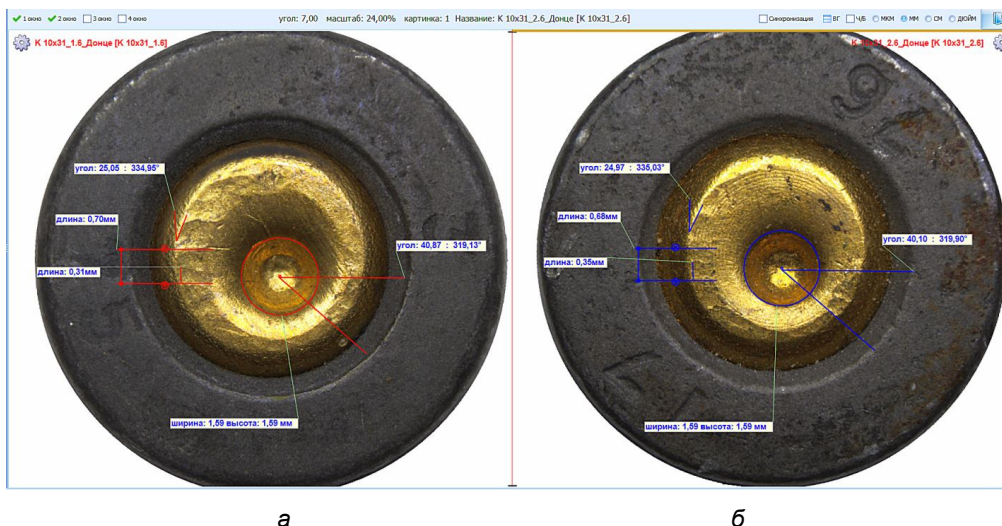 1 окно 2 окно 3 окно 4 окно угол: 7,00 масштаб: 24,00% картинка: 1 Название: К 10x31_2.6_Донце [К 10x31_2.6] Синхронизация ВГ Ч/Б МКМ ММ СМ ДЮЙМ
К 10x31_1.6_Донце [К 10x31_1.6]
угол: 25,05 : 334,95°
длина: 0,70мм
длина: 0,31мм
угол: 40,87 : 319,13°
ширина: 1,59 высота: 1,59 мм
К 10x31_2.6_Донце [К 10x31_2.6]
угол: 24,97 : 335,03°
длина: 0,68мм
длина: 0,35мм
угол: 40,10 : 319,90°
ширина: 1,59 высота: 1,59 мм
а б